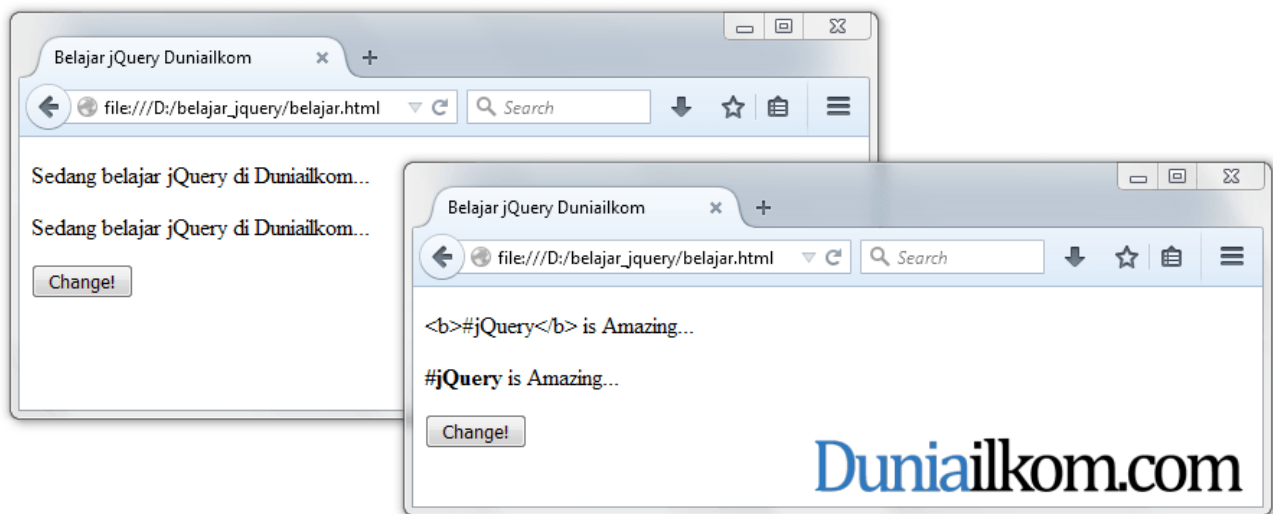 Belajar jQuery Duniailkom
file:///D:/belajar_jquery/belajar.html
Search
Sedang belajar jQuery di Duniailkom...
Sedang belajar jQuery di Duniailkom...
Change!
Belajar jQuery Duniailkom
file:///D:/belajar_jquery/belajar.html
Search
<b>#jQuery</b> is Amazing...
#jQuery is Amazing...
Change!
Duniailkom.com